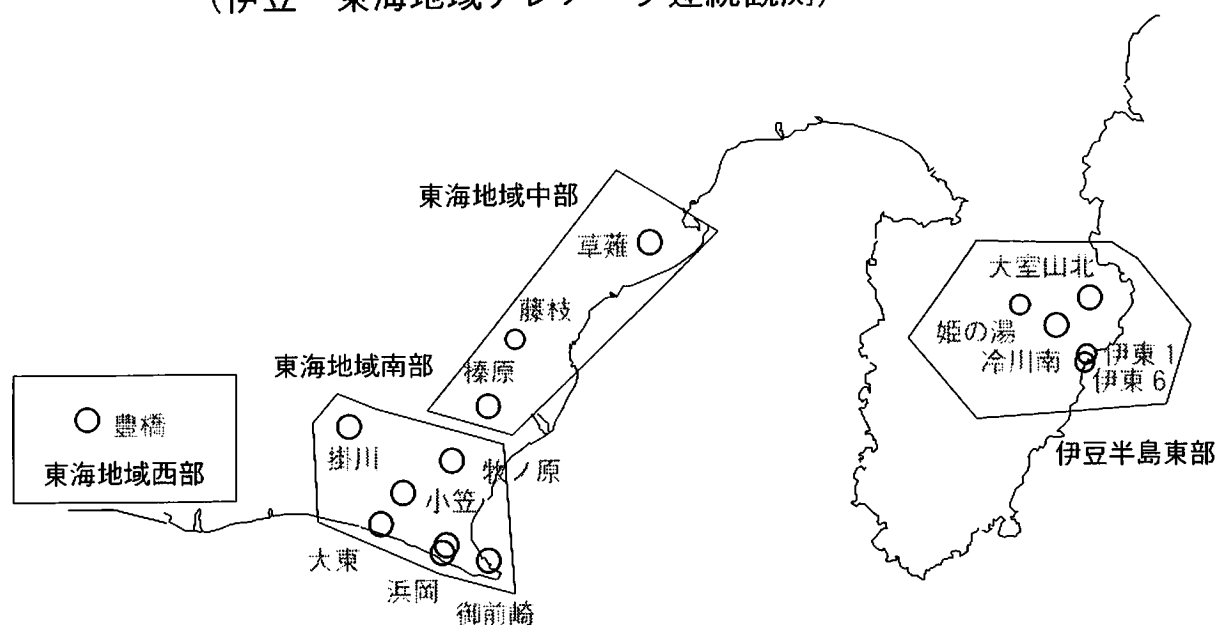 東海地域中部
草薙
藤枝
榛原
東海地域南部
掛川
牧ノ原
小笠
大東
浜岡
御前崎
豊橋
東海地域西部
大室山北
姫の湯
冷川南
伊東1
伊東6
伊豆半島東部